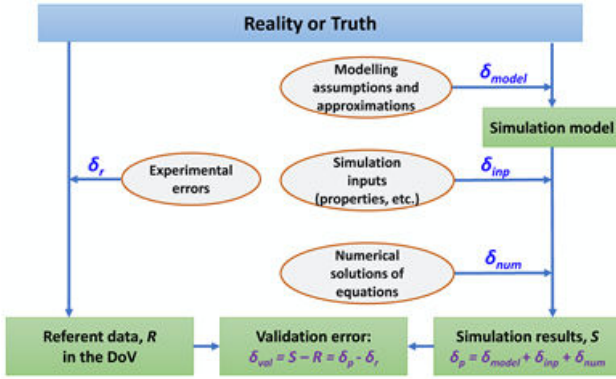 Reality or Truth
Modelling
assumptions and
approximations
δmodel
Simulation model
δr
Experimental
errors
Simulation
inputs
(properties, etc.)
δinp
Numerical
solutions of
equations
δnum
Referent data, R
in the DoV
Validation error:
δval = S – R = δp - δr
Simulation results, S
δp = δmodel + δinp + δnum